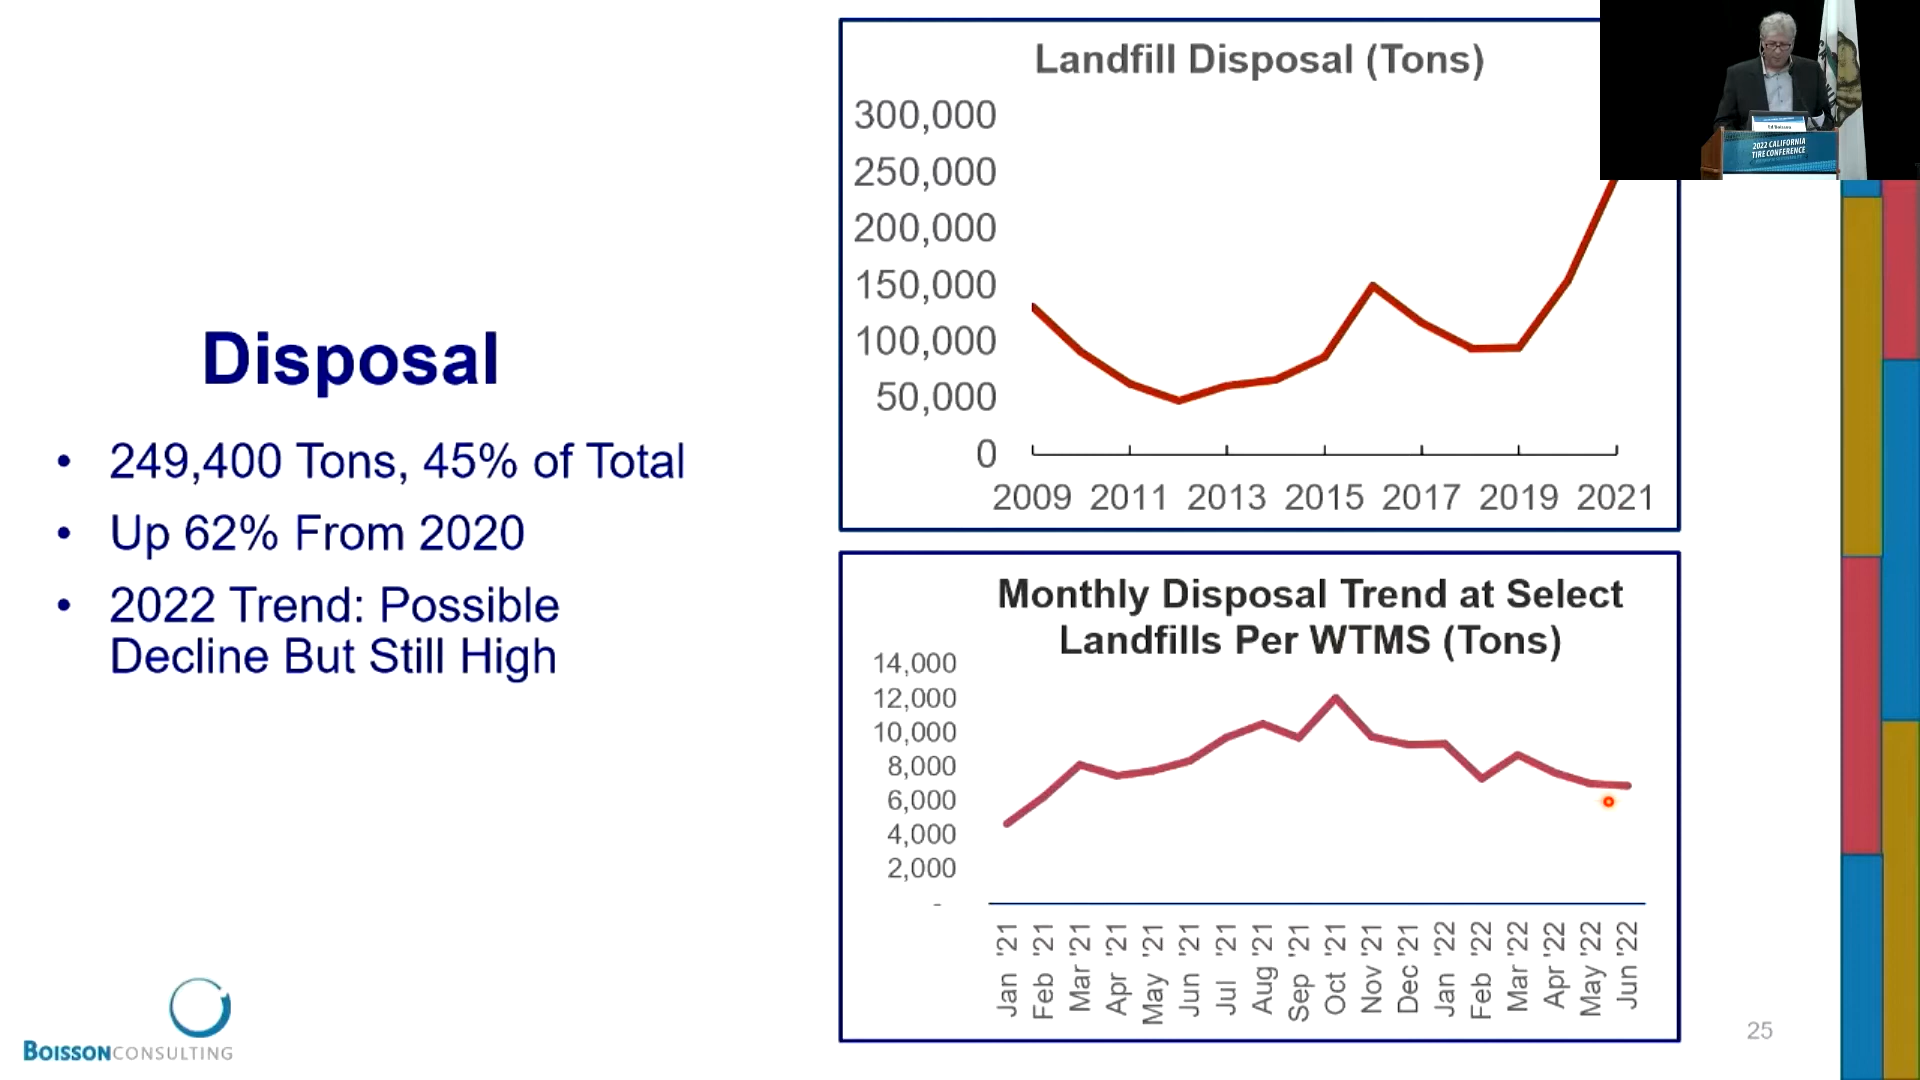 Disposal
• 249,400 Tons, 45% of Total
• Up 62% From 2020
• 2022 Trend: Possible
Decline But Still High
Landfill Disposal (Tons)
300,000
250,000
200,000
150,000
100,000
50,000
0
2009 2011 2013 2015 2017 2019 2021
Monthly Disposal Trend at Select
Landfills Per WTMS (Tons)
14,000
12,000
10,000
8,000
6,000
4,000
2,000
-
Jan '21
Feb '21
Mar '21
Apr '21
May '21
Jun '21
Jul '21
Aug '21
Sep '21
Oct '21
Nov '21
Dec '21
Jan '22
Feb '22
Mar '22
Apr '22
May '22
Jun '22
2022 CALIFORNIA
TIRE CONFERENCE
BOISSONCONSULTING
25